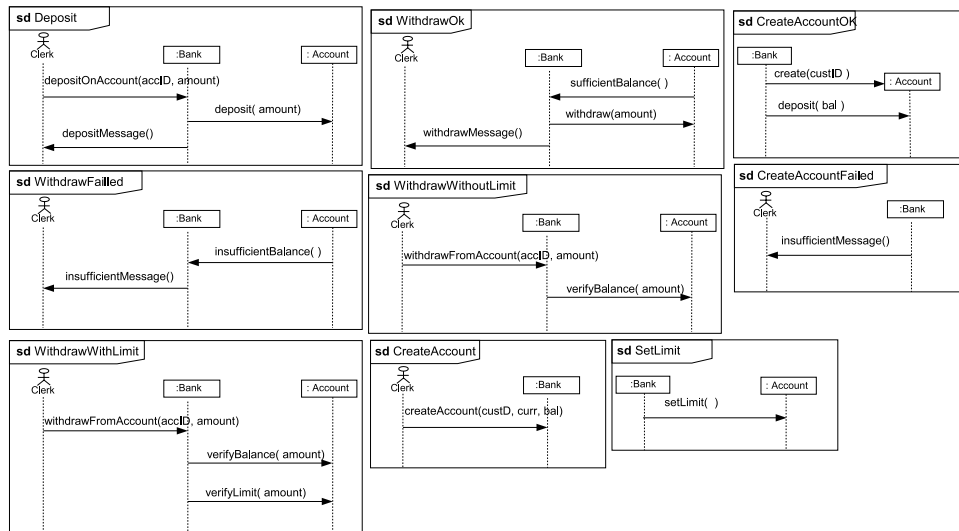 sd Deposit
Clerk
:Bank
: Account
depositOnAccount(accID, amount)
deposit( amount)
depositMessage()
sd WithdrawOk
Clerk
:Bank
: Account
sufficientBalance( )
withdraw(amount)
withdrawMessage()
sd CreateAccountOK
:Bank
create(custID )
: Account
deposit( bal )
sd WithdrawFailled
Clerk
:Bank
: Account
insufficientBalance( )
insufficientMessage()
sd WithdrawWithoutLimit
Clerk
:Bank
: Account
withdrawFromAccount(accID, amount)
verifyBalance( amount)
sd CreateAccountFailed
Clerk
:Bank
insufficientMessage()
sd WithdrawWithLimit
Clerk
:Bank
: Account
withdrawFromAccount(accID, amount)
verifyBalance( amount)
verifyLimit( amount)
sd CreateAccount
Clerk
:Bank
createAccount(custD, curr, bal)
sd SetLimit
:Bank
: Account
setLimit( )